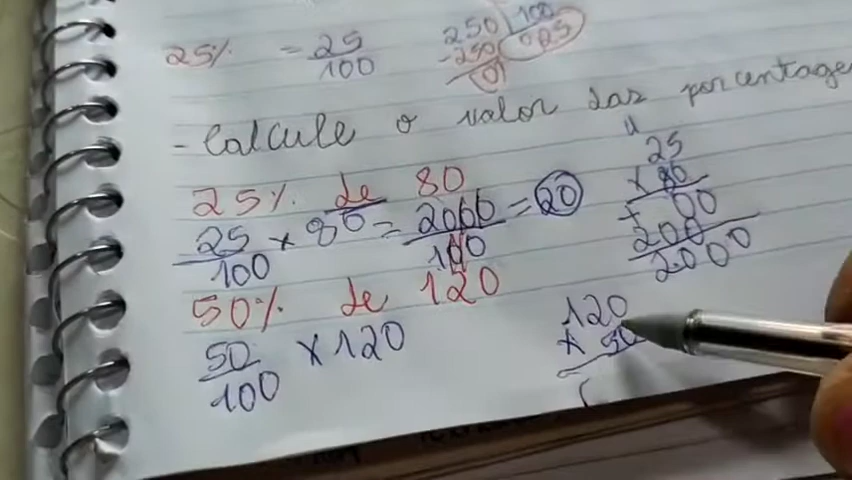 25% = 25/100
250 | 100
-250 0,25
(0)
- Calcule o valor das porcentagen
25% de 80
25/100 x 80 = 2000/100 = 20
25
x 80
+ 00
200
2000
50% de 120
50/100 x 120
120
x 50